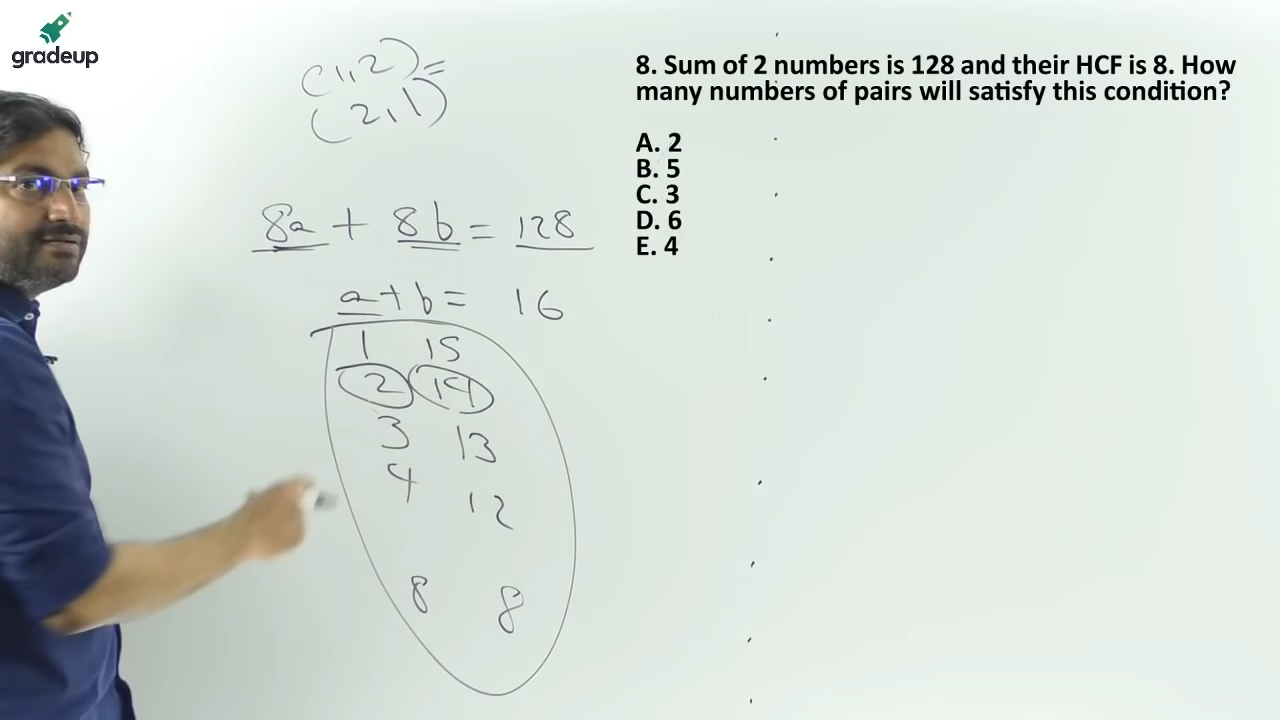 gradeup
(1,2) =
(2,1)
8. Sum of 2 numbers is 128 and their HCF is 8. How
many numbers of pairs will satisfy this condition?
A. 2
B. 5
C. 3
D. 6
E. 4
8a + 8b = 128
a+b = 16
1 15
2 14
3 13
4 12
8 8